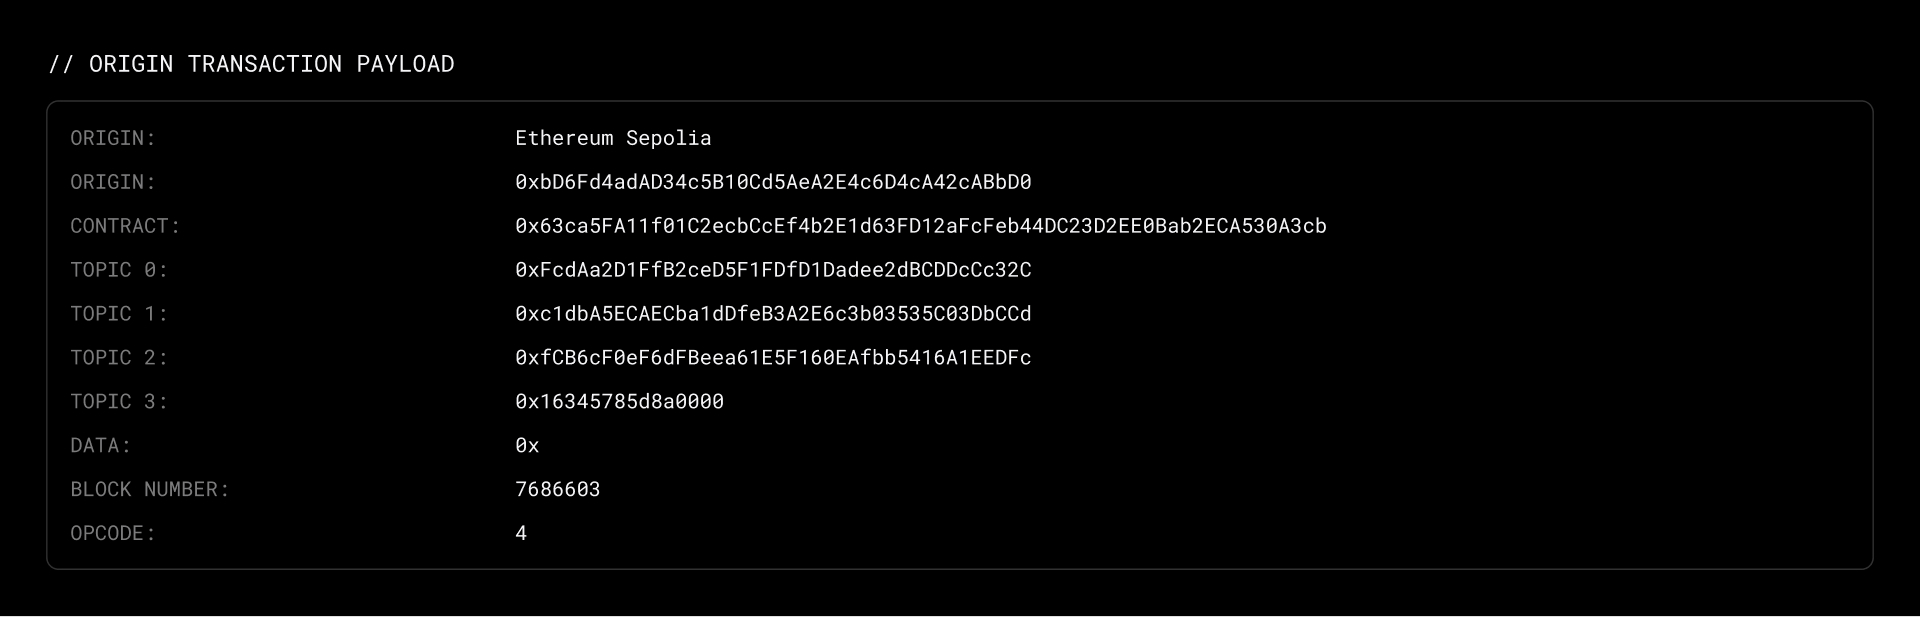 // ORIGIN TRANSACTION PAYLOAD
ORIGIN: Ethereum Sepolia
ORIGIN: 0xbD6Fd4adAD34c5B10Cd5AeA2E4c6D4cA42cABbD0
CONTRACT: 0x63ca5FA11f01C2ecbCcEf4b2E1d63FD12aFcFeb44DC23D2EE0Bab2ECA530A3cb
TOPIC 0: 0xFcdAa2D1FfB2ceD5F1FDfD1Dadee2dBCDDcCc32C
TOPIC 1: 0xc1dbA5ECAECba1dDfeB3A2E6c3b03535C03DbCCd
TOPIC 2: 0xfCB6cF0eF6dFBeea61E5F160EAfbb5416A1EEDFc
TOPIC 3: 0x16345785d8a0000
DATA: 0x
BLOCK NUMBER: 7686603
OPCODE: 4